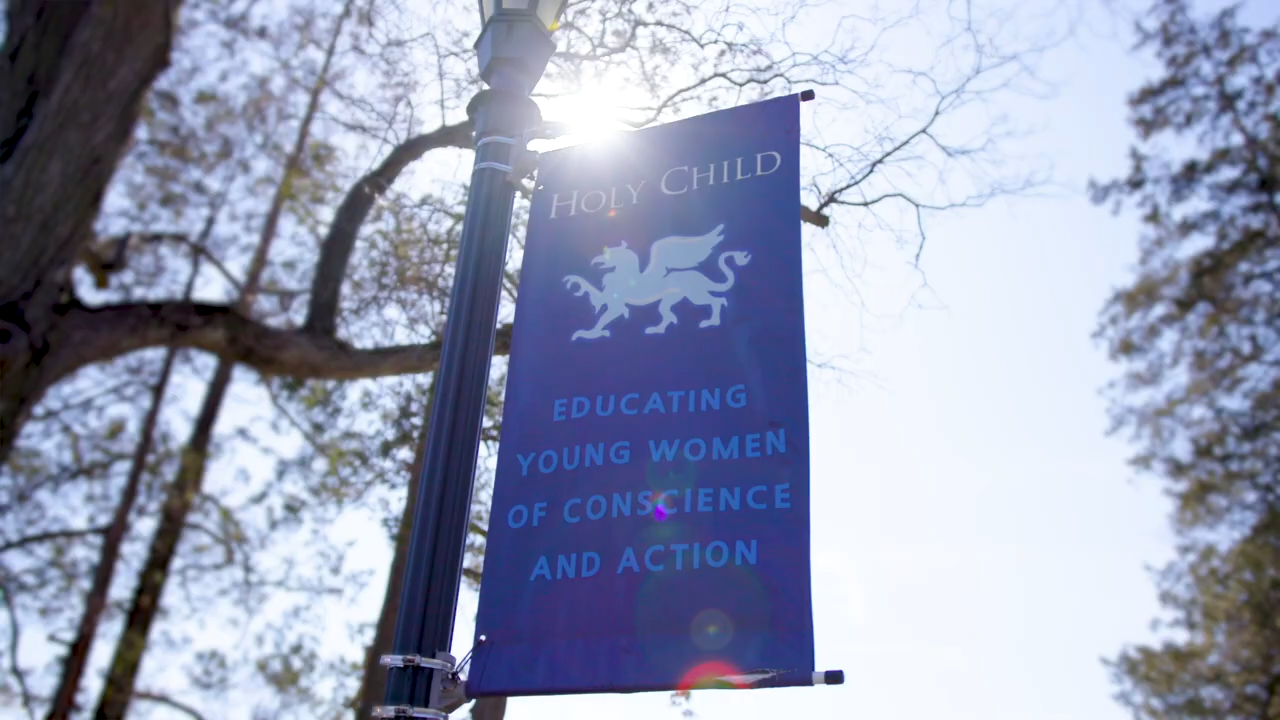 HOLY CHILD
EDUCATING
YOUNG WOMEN
OF CONSCIENCE
AND ACTION